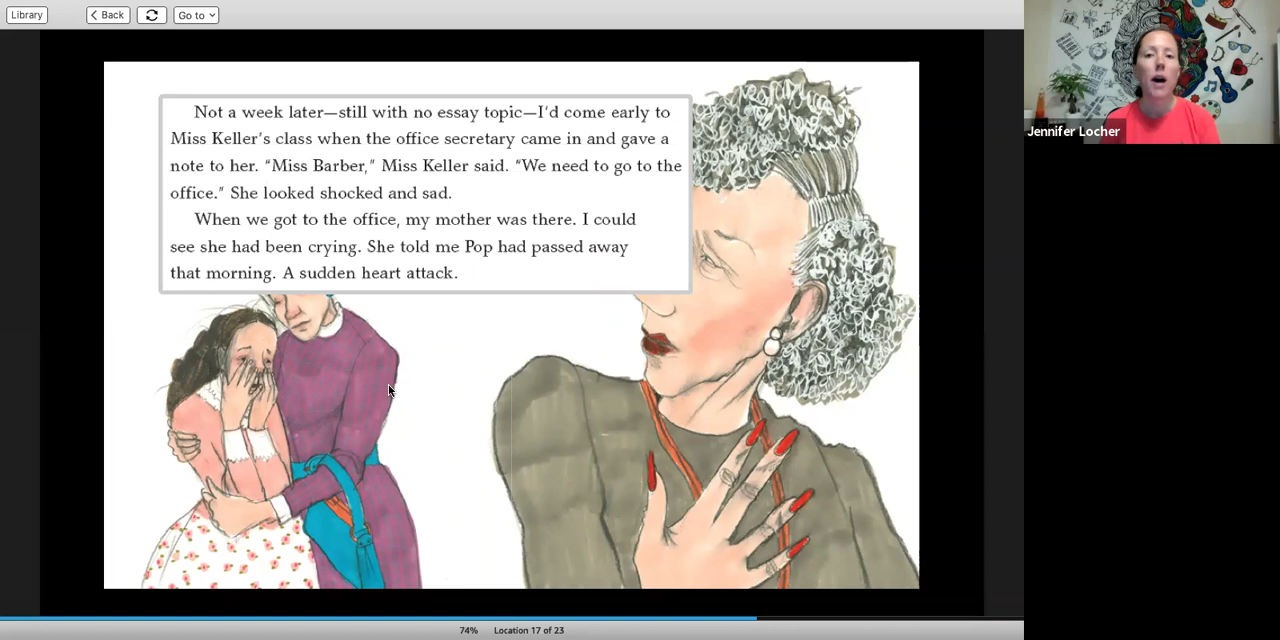 Library
Back
Go to
Not a week later—still with no essay topic—I'd come early to
Miss Keller's class when the office secretary came in and gave a
note to her. "Miss Barber," Miss Keller said. "We need to go to the
office." She looked shocked and sad.
When we got to the office, my mother was there. I could
see she had been crying. She told me Pop had passed away
that morning. A sudden heart attack.
Jennifer Locher
74% Location 17 of 23